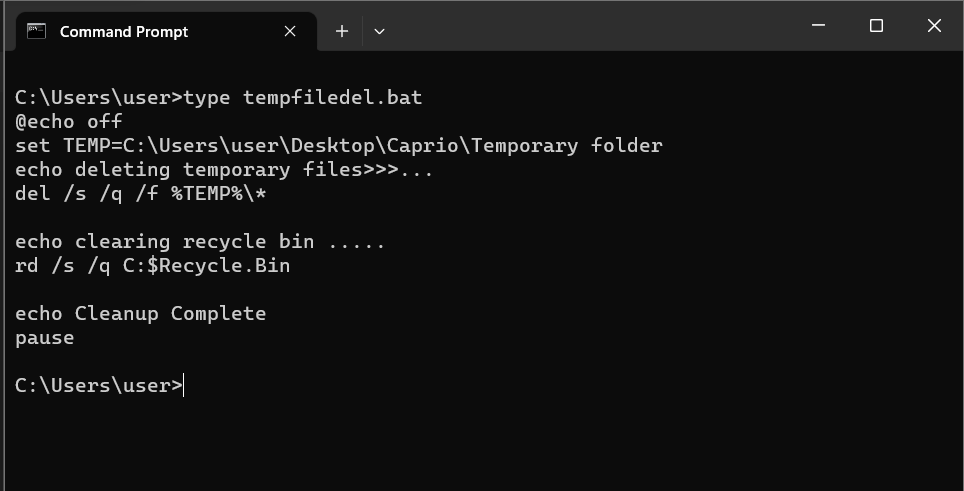 Command Prompt
C:\Users\user>type tempfiledel.bat
@echo off
set TEMP=C:\Users\user\Desktop\Caprio\Temporary folder
echo deleting temporary files>>>...
del /s /q /f %TEMP%\*
echo clearing recycle bin .....
rd /s /q C:$Recycle.Bin
echo Cleanup Complete
pause
C:\Users\user>